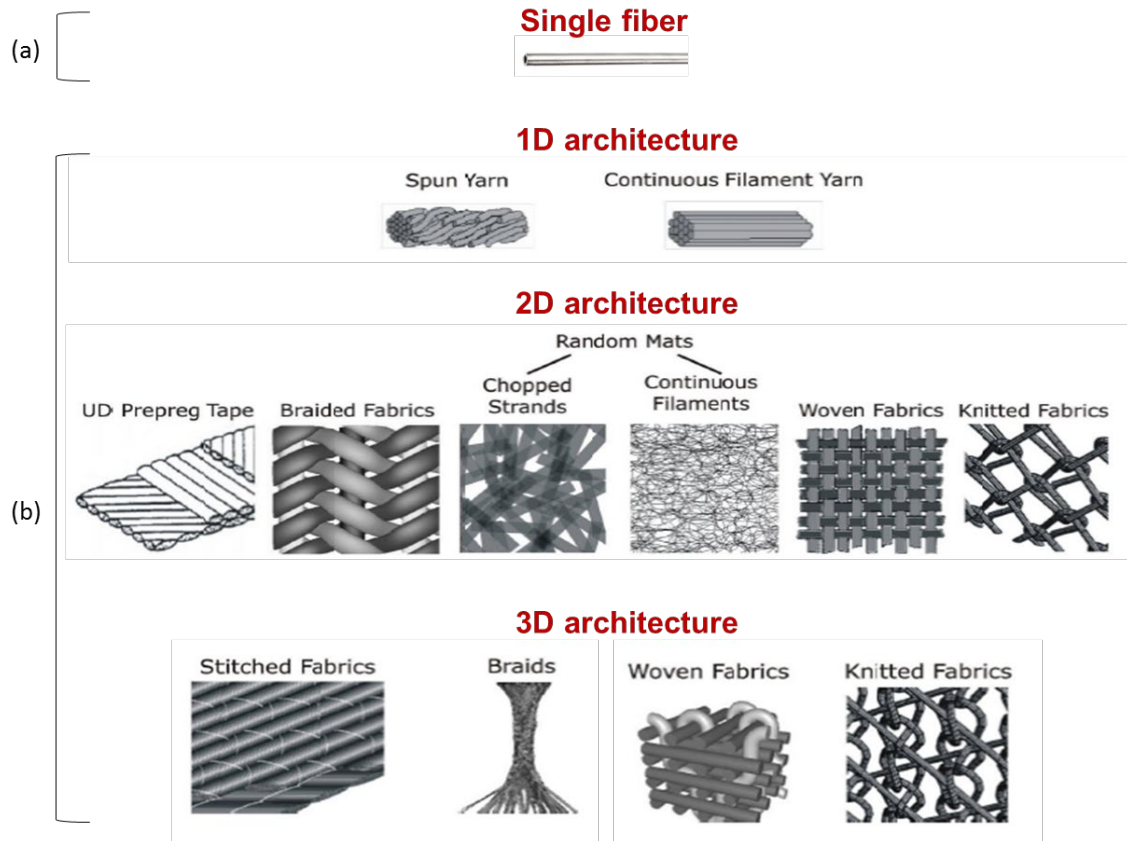 Single fiber
(a)
1D architecture
Spun Yarn
Continuous Filament Yarn
2D architecture
Random Mats
Chopped
Strands
Continuous
Filaments
UD Prepreg Tape
Braided Fabrics
Woven Fabrics
Knitted Fabrics
(b)
3D architecture
Stitched Fabrics
Braids
Woven Fabrics
Knitted Fabrics